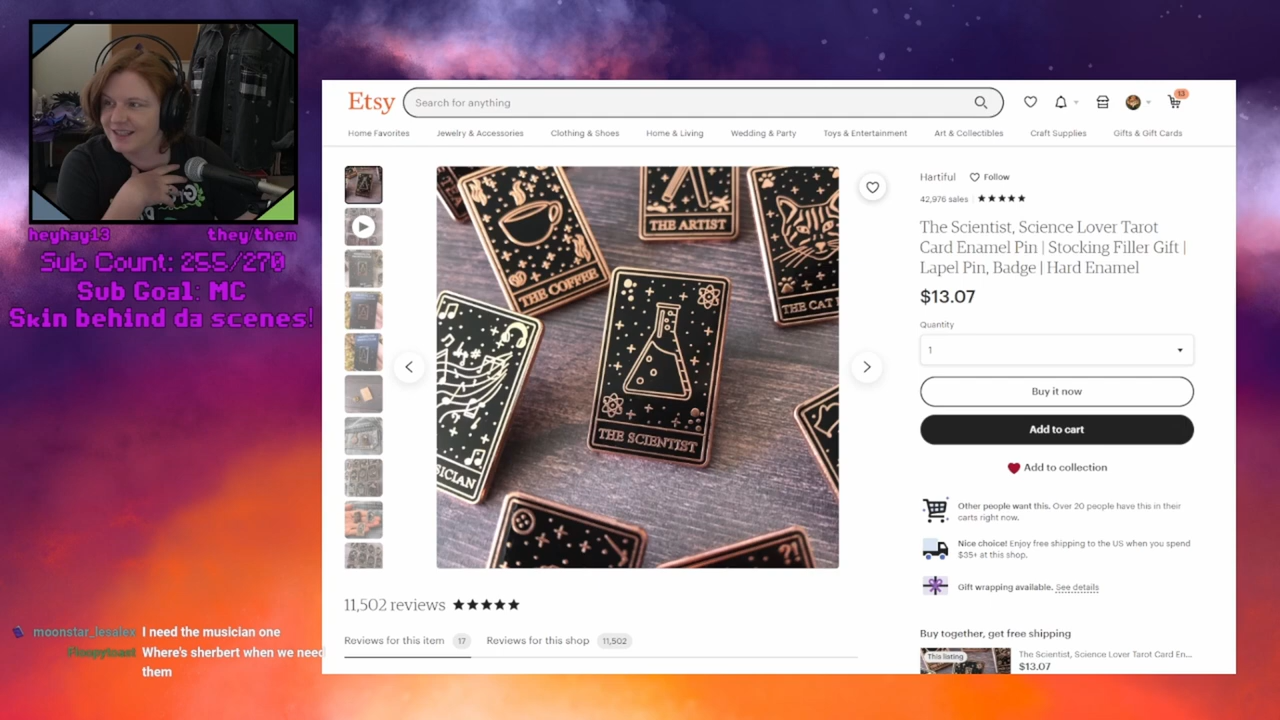 heyhay13 they/them
Sub Count: 255/270
Sub Goal: MC
Skin behind da scenes!
Etsy
Search for anything
13
Home Favorites
Jewelry & Accessories
Clothing & Shoes
Home & Living
Wedding & Party
Toys & Entertainment
Art & Collectibles
Craft Supplies
Gifts & Gift Cards
THE COFFEE
THE ARTIST
THE CAT
SICIAN
THE SCIENTIST
?!
Hartiful
Follow
42,976 sales
The Scientist, Science Lover Tarot
Card Enamel Pin | Stocking Filler Gift |
Lapel Pin, Badge | Hard Enamel
$13.07
Quantity
1
Buy it now
Add to cart
Add to collection
Other people want this. Over 20 people have this in their
carts right now.
Nice choice! Enjoy free shipping to the US when you spend
$35+ at this shop.
Gift wrapping available. See details
Buy together, get free shipping
This listing
The Scientist, Science Lover Tarot Card En...
$13.07
11,502 reviews
Reviews for this item 17
Reviews for this shop 11,502
moonstar_lesalex I need the musician one
Where's sherbert when we need
them